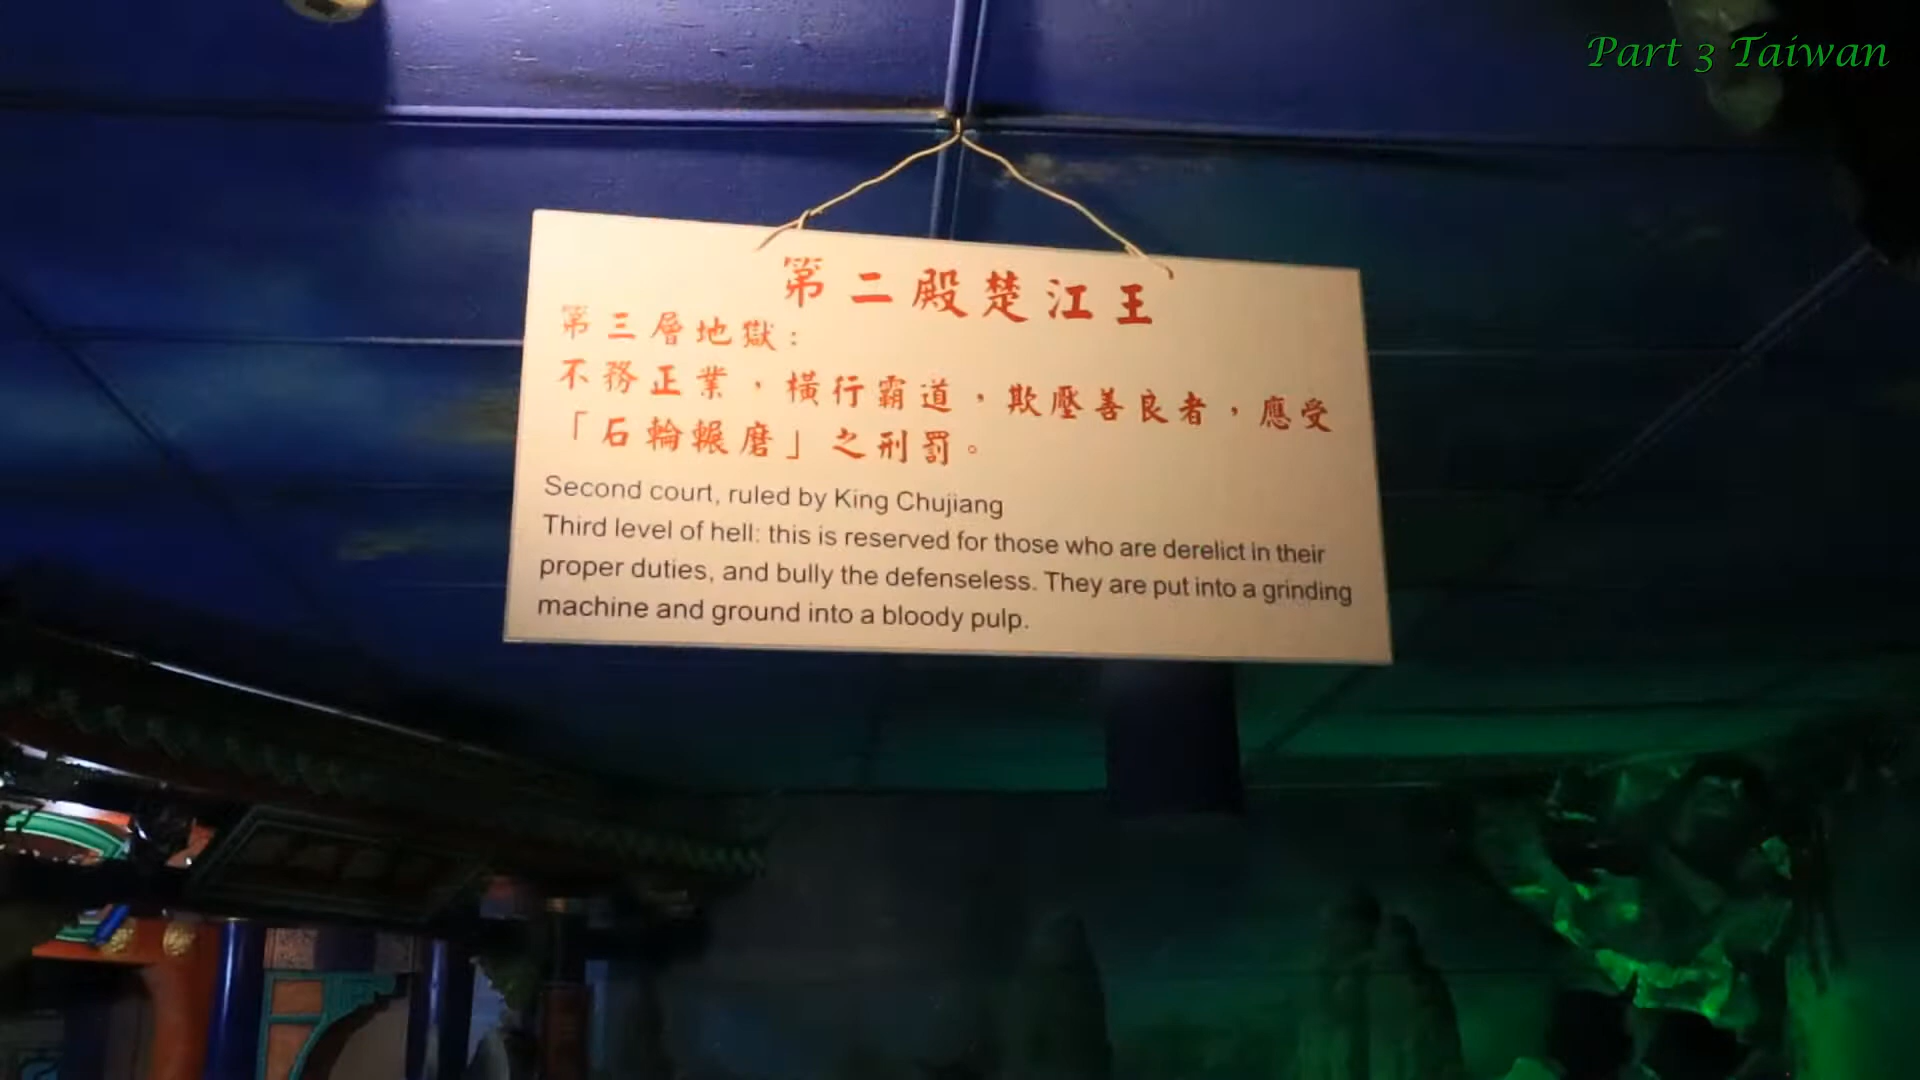 Part 3 Taiwan
第二殿楚江王
第三層地獄：
不務正業，橫行霸道，欺壓善良者，應受
「石輪輾磨」之刑罰。
Second court, ruled by King Chujiang
Third level of hell: this is reserved for those who are derelict in their
proper duties, and bully the defenseless. They are put into a grinding
machine and ground into a bloody pulp.